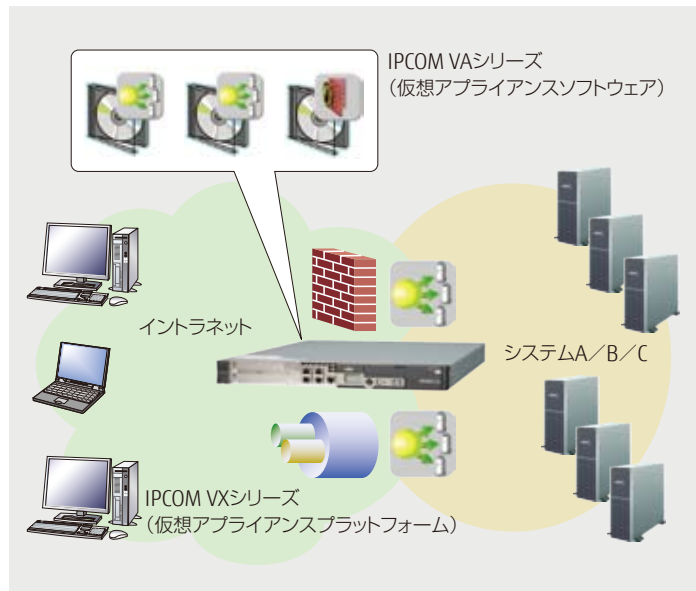 IPCOM VAシリーズ
（仮想アプライアンスソフトウェア）
イントラネット
システムA／B／C
IPCOM VXシリーズ
（仮想アプライアンスプラットフォーム）